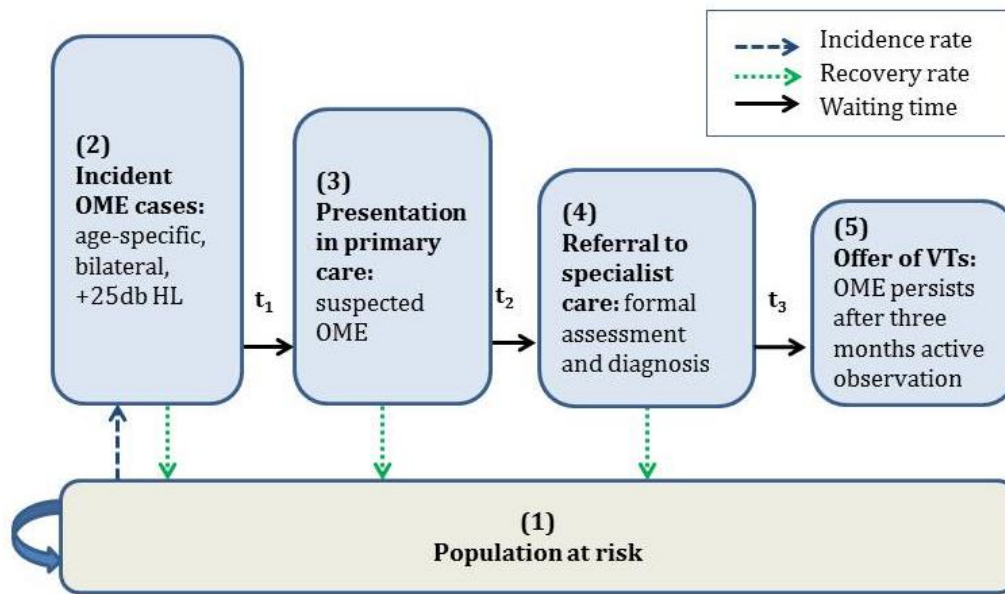 Incidence rate
Recovery rate
Waiting time
(2)
Incident
OME cases:
age-specific,
bilateral,
+25db HL
t1
(3)
Presentation
in primary
care:
suspected
OME
t2
(4)
Referral to
specialist
care: formal
assessment
and diagnosis
t3
(5)
Offer of VTs:
OME persists
after three
months active
observation
(1)
Population at risk